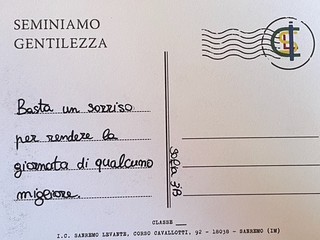 SEMINIAMO
GENTILEZZA
Basta un sorriso
per rendere la
giornata di qualcuno
migliore.
CLASSE
I.C. SANREMO LEVANTE, CORSO CAVALLOTTI, 92 - 18038 - SANREMO (IM)